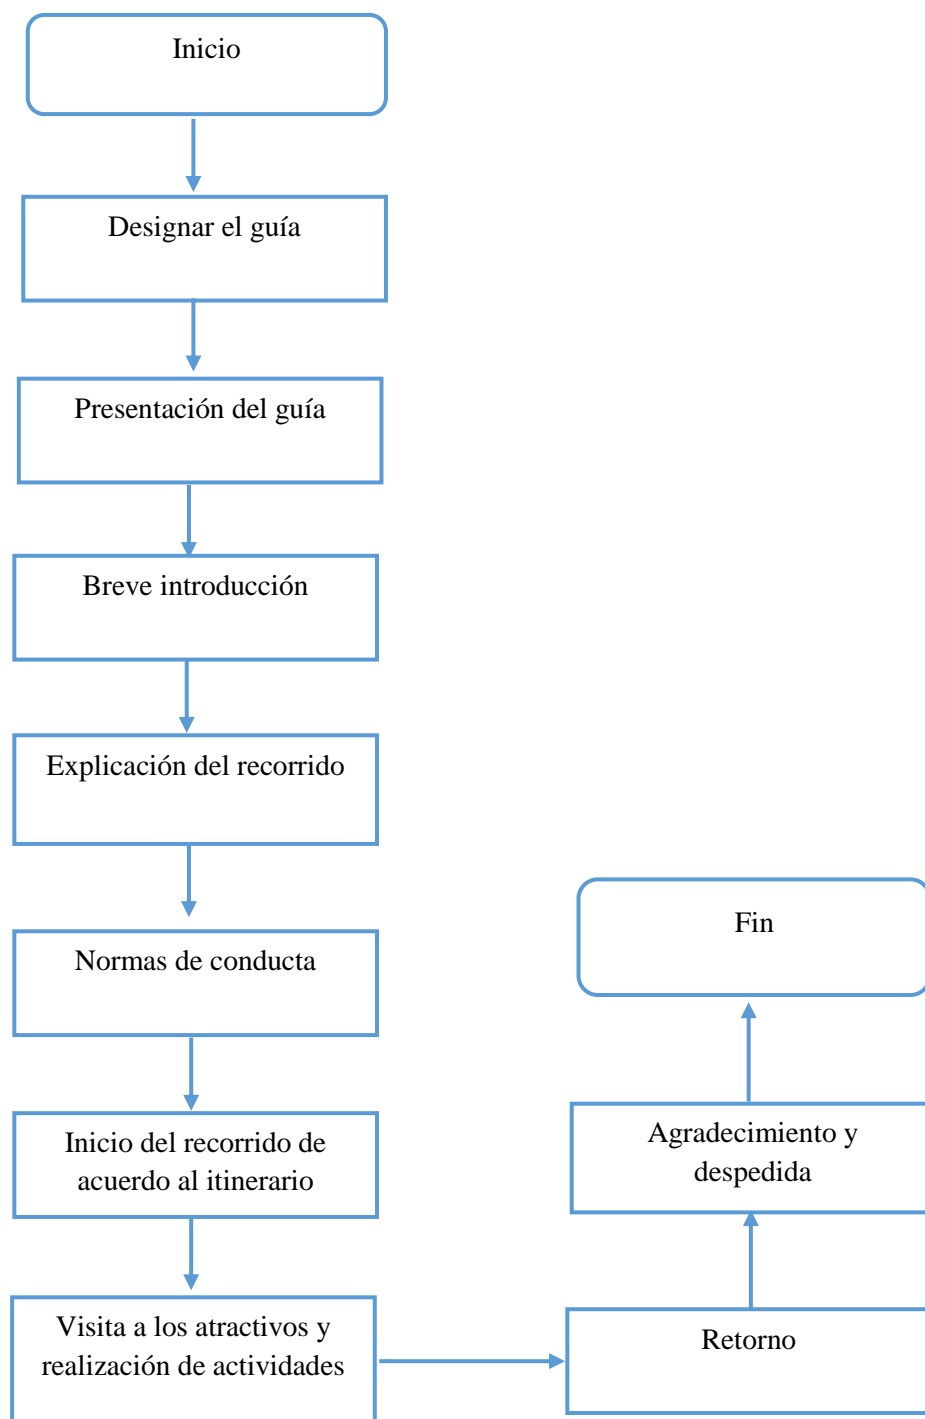 Inicio
Designar el guía
Presentación del guía
Breve introducción
Explicación del recorrido
Normas de conducta
Inicio del recorrido de
acuerdo al itinerario
Visita a los atractivos y
realización de actividades
Retorno
Agradecimiento y
despedida
Fin